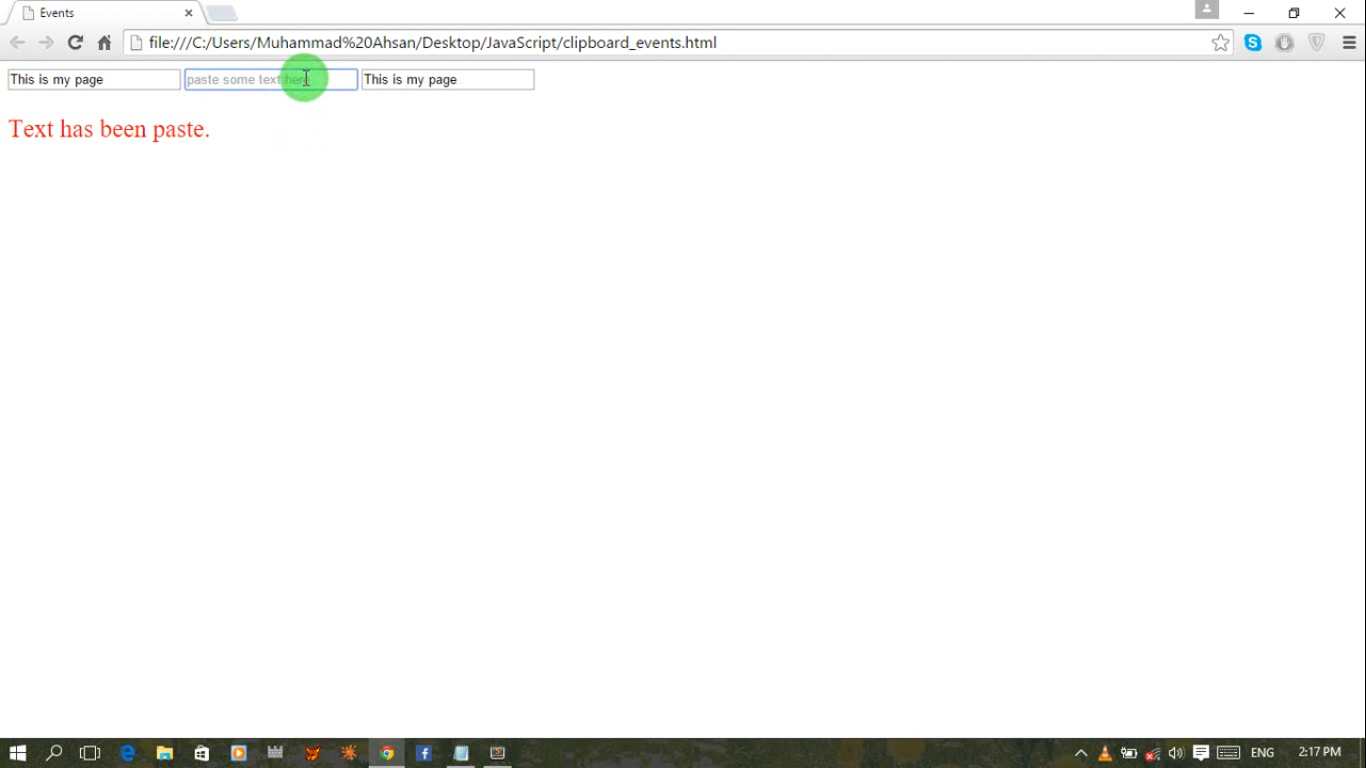 Events
file:///C:/Users/Muhammad%20Ahsan/Desktop/JavaScript/clipboard_events.html
This is my page paste some text here This is my page
Text has been paste.
ENG 2:17 PM